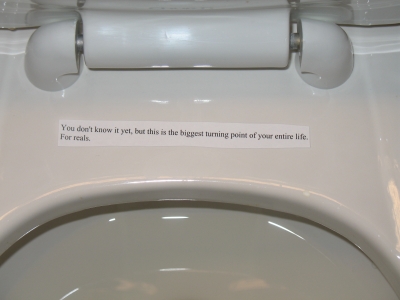 You don't know it yet, but this is the biggest turning point of your entire life.
For reals.